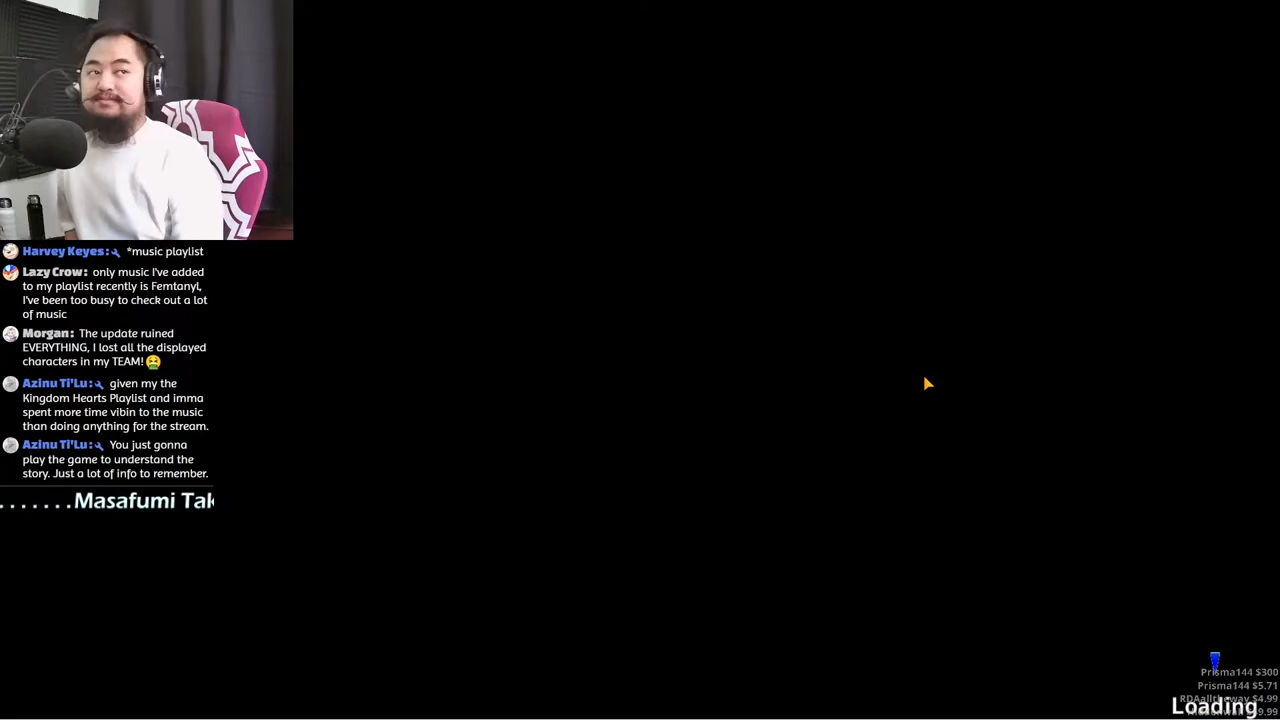 Harvey Keyes: *music playlist
Lazy Crow: only music I've added
to my playlist recently is Femtanyl,
I've been too busy to check out a lot
of music
Morgan: The update ruined
EVERYTHING, I lost all the displayed
characters in my TEAM!
Azinu Ti'Lu: given my the
Kingdom Hearts Playlist and imma
spent more time vibin to the music
than doing anything for the stream.
Azinu Ti'Lu: You just gonna
play the game to understand the
story. Just a lot of info to remember.
.......Masafumi Tak
Prisma144 $300
Prisma144 $5.71
RDAalltheway $4.99
Loading